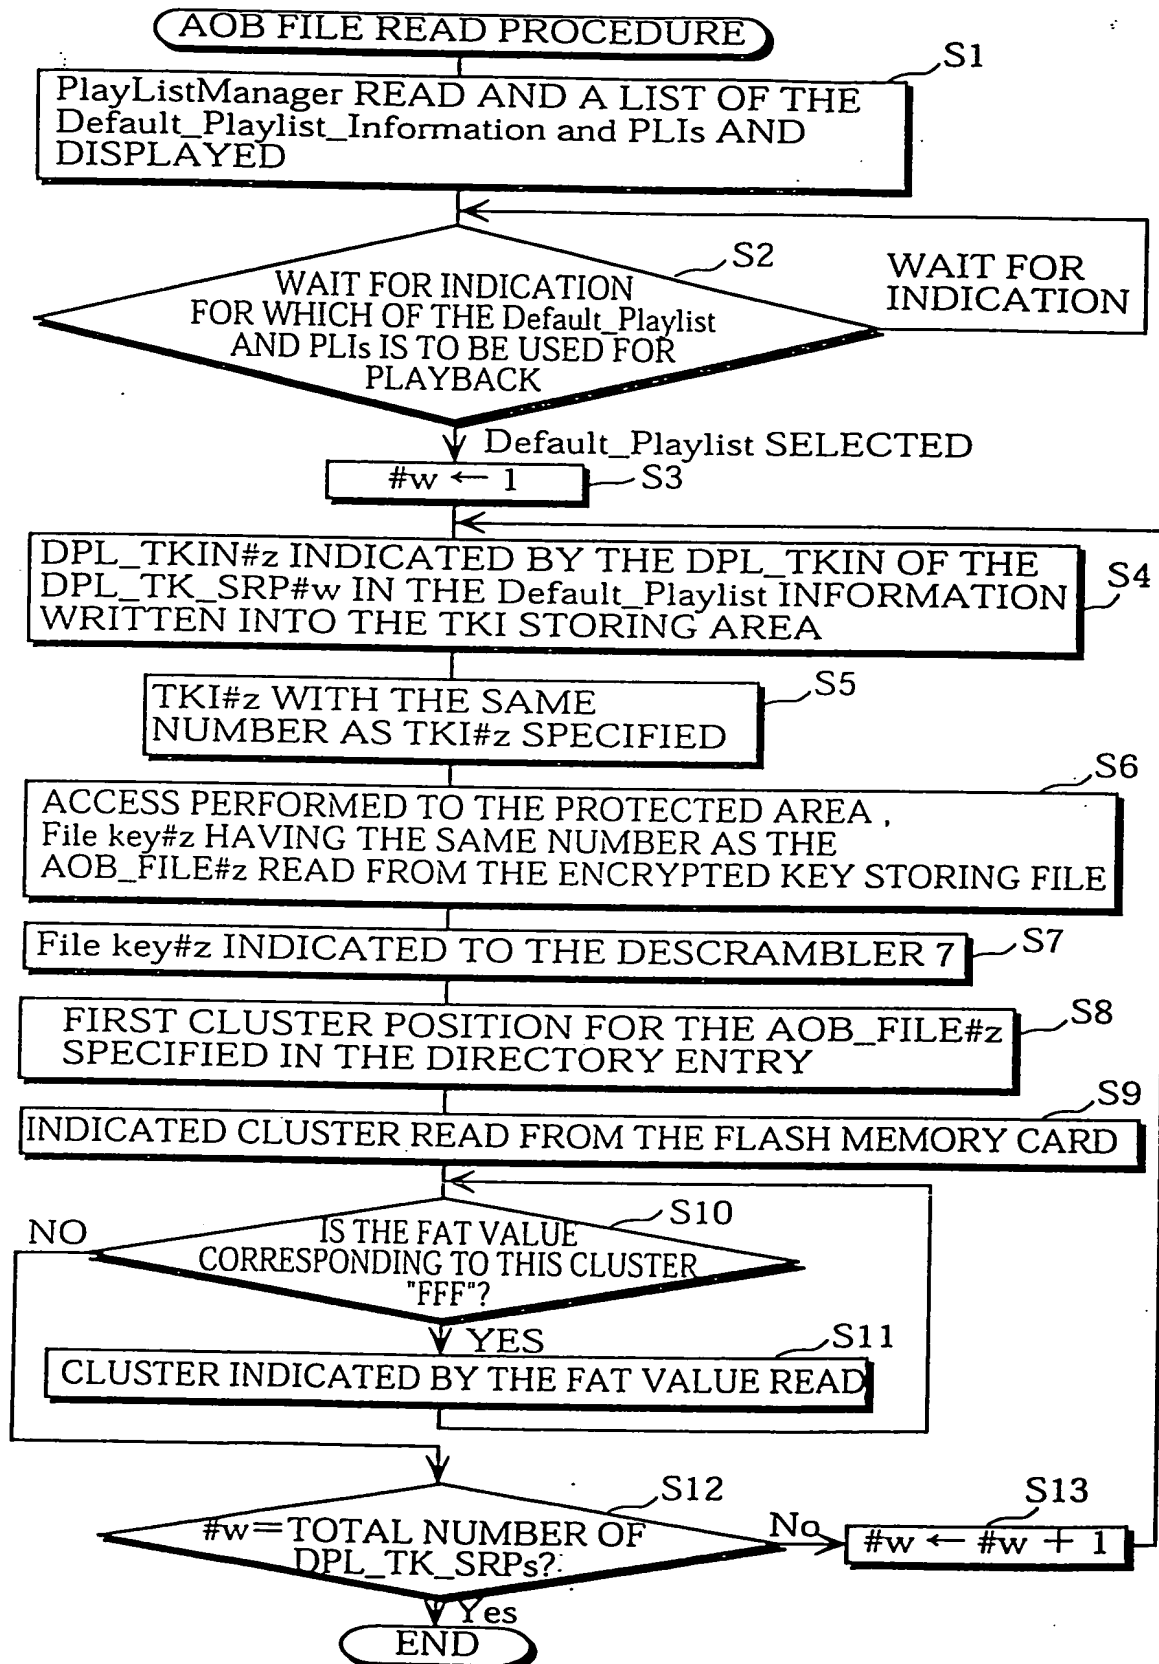 AOB FILE READ PROCEDURE
S1
PlayListManager READ AND A LIST OF THE
Default_Playlist_Information and PLIs AND
DISPLAYED
S2
WAIT FOR INDICATION
FOR WHICH OF THE Default_Playlist
AND PLIs IS TO BE USED FOR
PLAYBACK
WAIT FOR
INDICATION
Default_Playlist SELECTED
#w ← 1
S3
DPL_TKIN#z INDICATED BY THE DPL_TKIN OF THE
DPL_TK_SRP#w IN THE Default_Playlist INFORMATION
WRITTEN INTO THE TKI STORING AREA
S4
S5
TKI#z WITH THE SAME
NUMBER AS TKI#z SPECIFIED
S6
ACCESS PERFORMED TO THE PROTECTED AREA ,
File key#z HAVING THE SAME NUMBER AS THE
AOB_FILE#z READ FROM THE ENCRYPTED KEY STORING FILE
File key#z INDICATED TO THE DESCRAMBLER 7
S7
FIRST CLUSTER POSITION FOR THE AOB_FILE#z
SPECIFIED IN THE DIRECTORY ENTRY
S8
S9
INDICATED CLUSTER READ FROM THE FLASH MEMORY CARD
S10
NO
IS THE FAT VALUE
CORRESPONDING TO THIS CLUSTER
"FFF"?
YES
S11
CLUSTER INDICATED BY THE FAT VALUE READ
S12
#w=TOTAL NUMBER OF
DPL_TK_SRPs?
No
S13
#w ← #w + 1
Yes
END